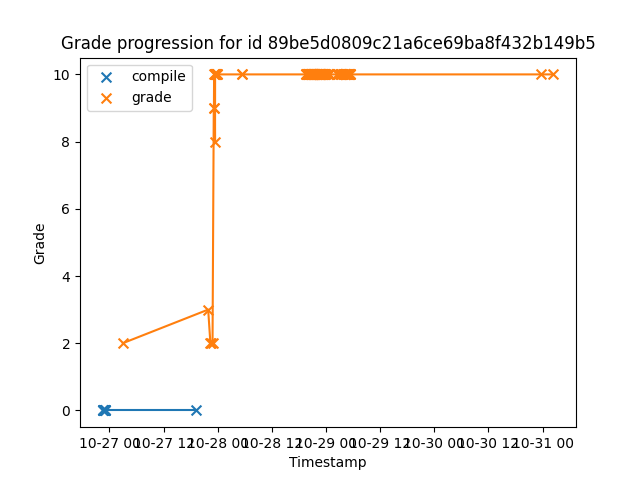 Grade progression for id 89be5d0809c21a6ce69ba8f432b149b5
compile
grade
10
8
6
4
2
0
Grade
10-27 00 10-27 12 10-28 00 10-28 12 10-29 00 10-29 12 10-30 00 10-30 12 10-31 00
Timestamp